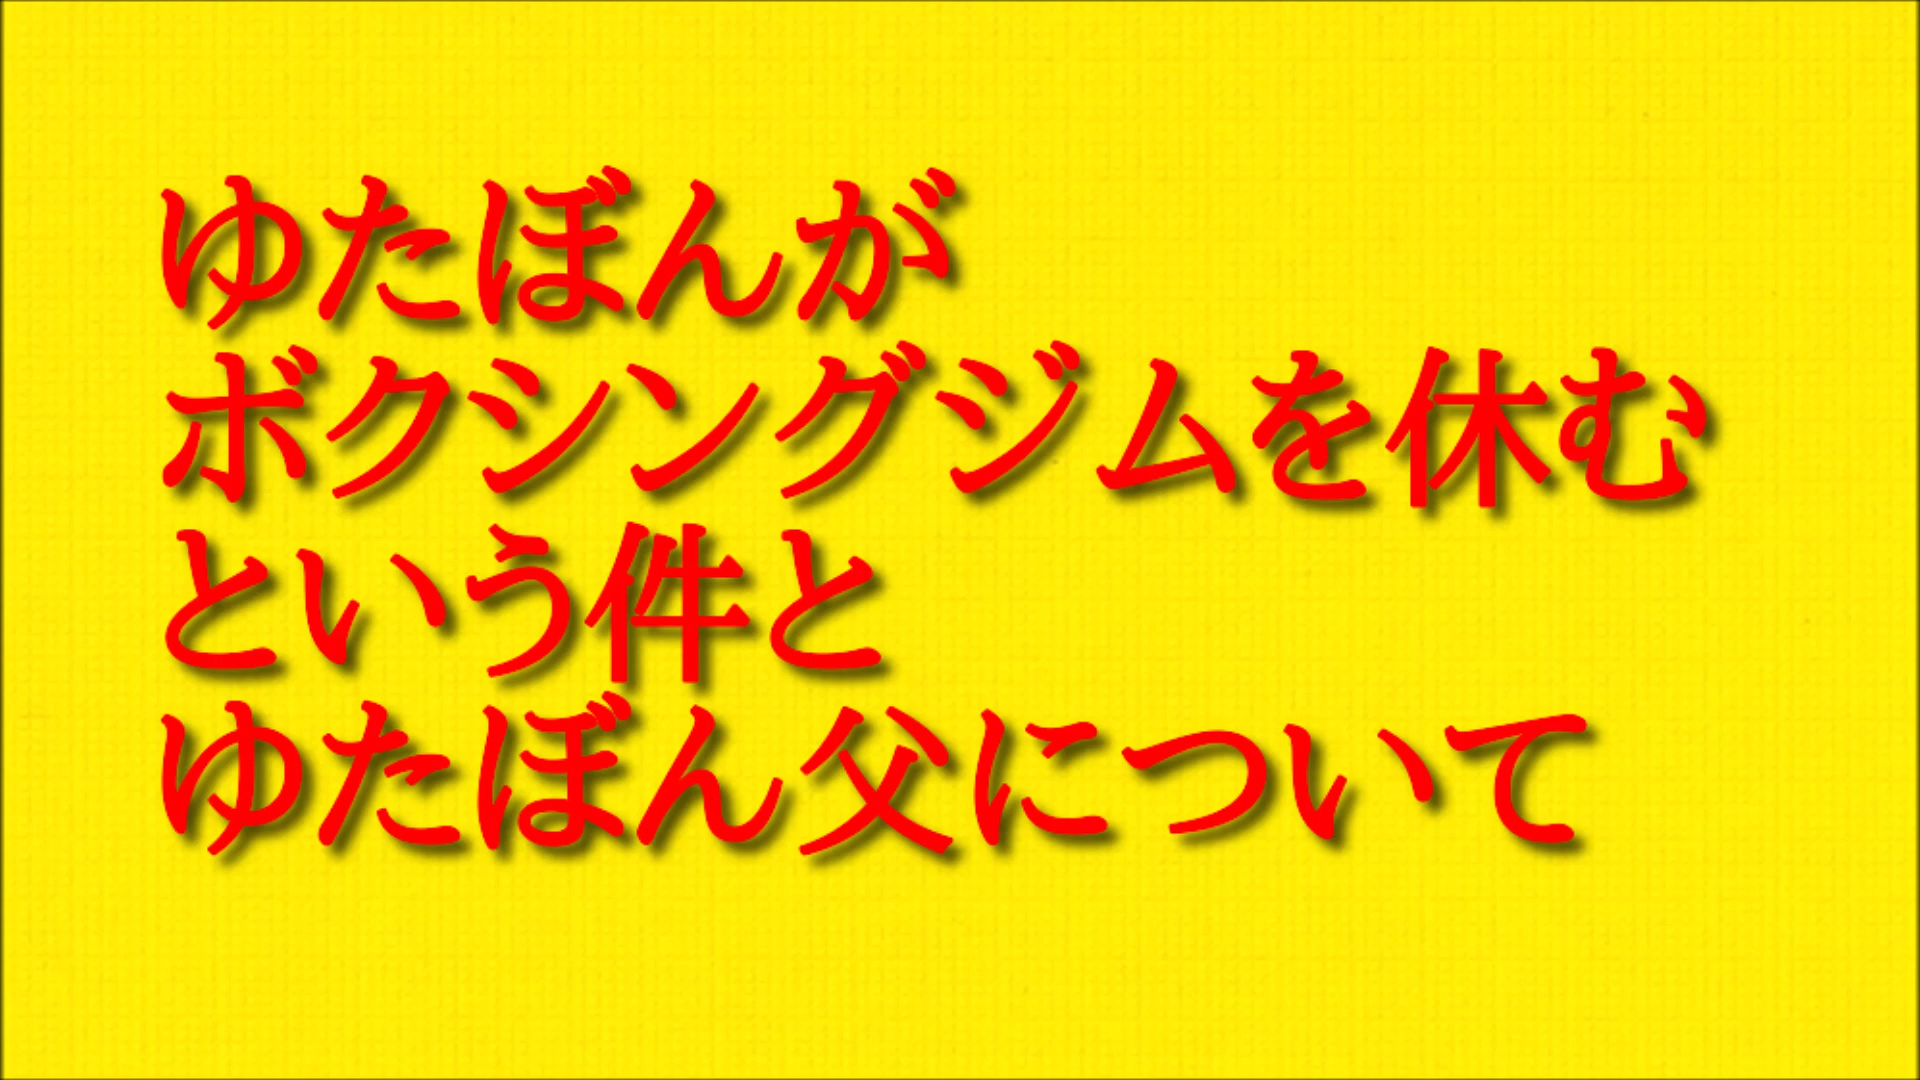 ゆたぼんが
ボクシングジムを休む
という件と
ゆたぼん父について